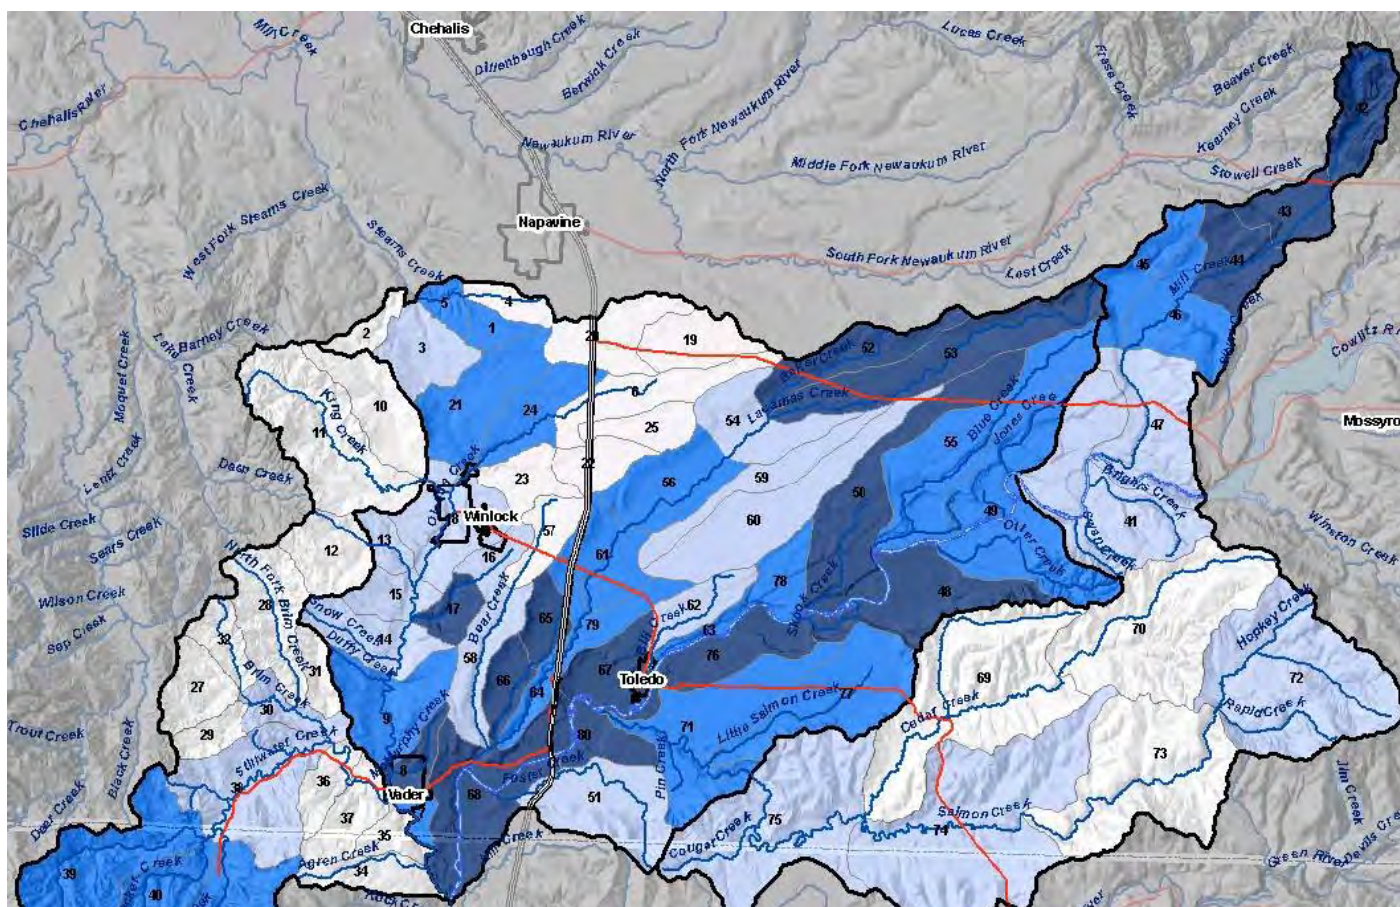 Chehalis
Mill Creek
Dillenbaugh Creek
Berwick Creek
Lucas Creek
Frase Creek
Beaver Creek
Kearney Creek
42
Chehalis River
Newaukum River
North Fork Newaukum River
Middle Fork Newaukum River
Stowell Creek
West Fork Stearns Creek
Stearns Creek
Napavine
South Fork Newaukum River
Lost Creek
43
44
45
Mill Creek
46
5
4
1
2
3
20
19
52
53
Lacamas Creek
Cowlitz R
Lake Creek
Barney Creek
Moquet Creek
10
King Creek
11
21
24
6
25
54
Blue Creek
Jones Creek
55
47
Mossyro
Lentz Creek
Deen Creek
22
23
56
59
60
50
49
Brights Creek
41
Winston Creek
Slide Creek
Sears Creek
18
Winlock
16
57
61
Otter Creek
12
13
North Fork Brim Creek
28
Wilson Creek
15
17
Bear Creek
65
78
Skook Creek
48
Snow Creek
14
Duffy Creek
62
63
79
70
Hopkey Creek
Sep Creek
32
31
58
66
67
76
69
72
27
Brim Creek
30
9
64
Toledo
77
Little Salmon Creek
Cedar Creek
Rapid Creek
Trout Creek
29
Stillwater Creek
71
80
73
Black Creek
38
36
8
Vader
68
Foster Creek
51
Pin Creek
Jim Creek
Deer Creek
37
35
75
Salmon Creek
74
Cougar Creek
Agren Creek
34
39
40
Green River
Devils Cre